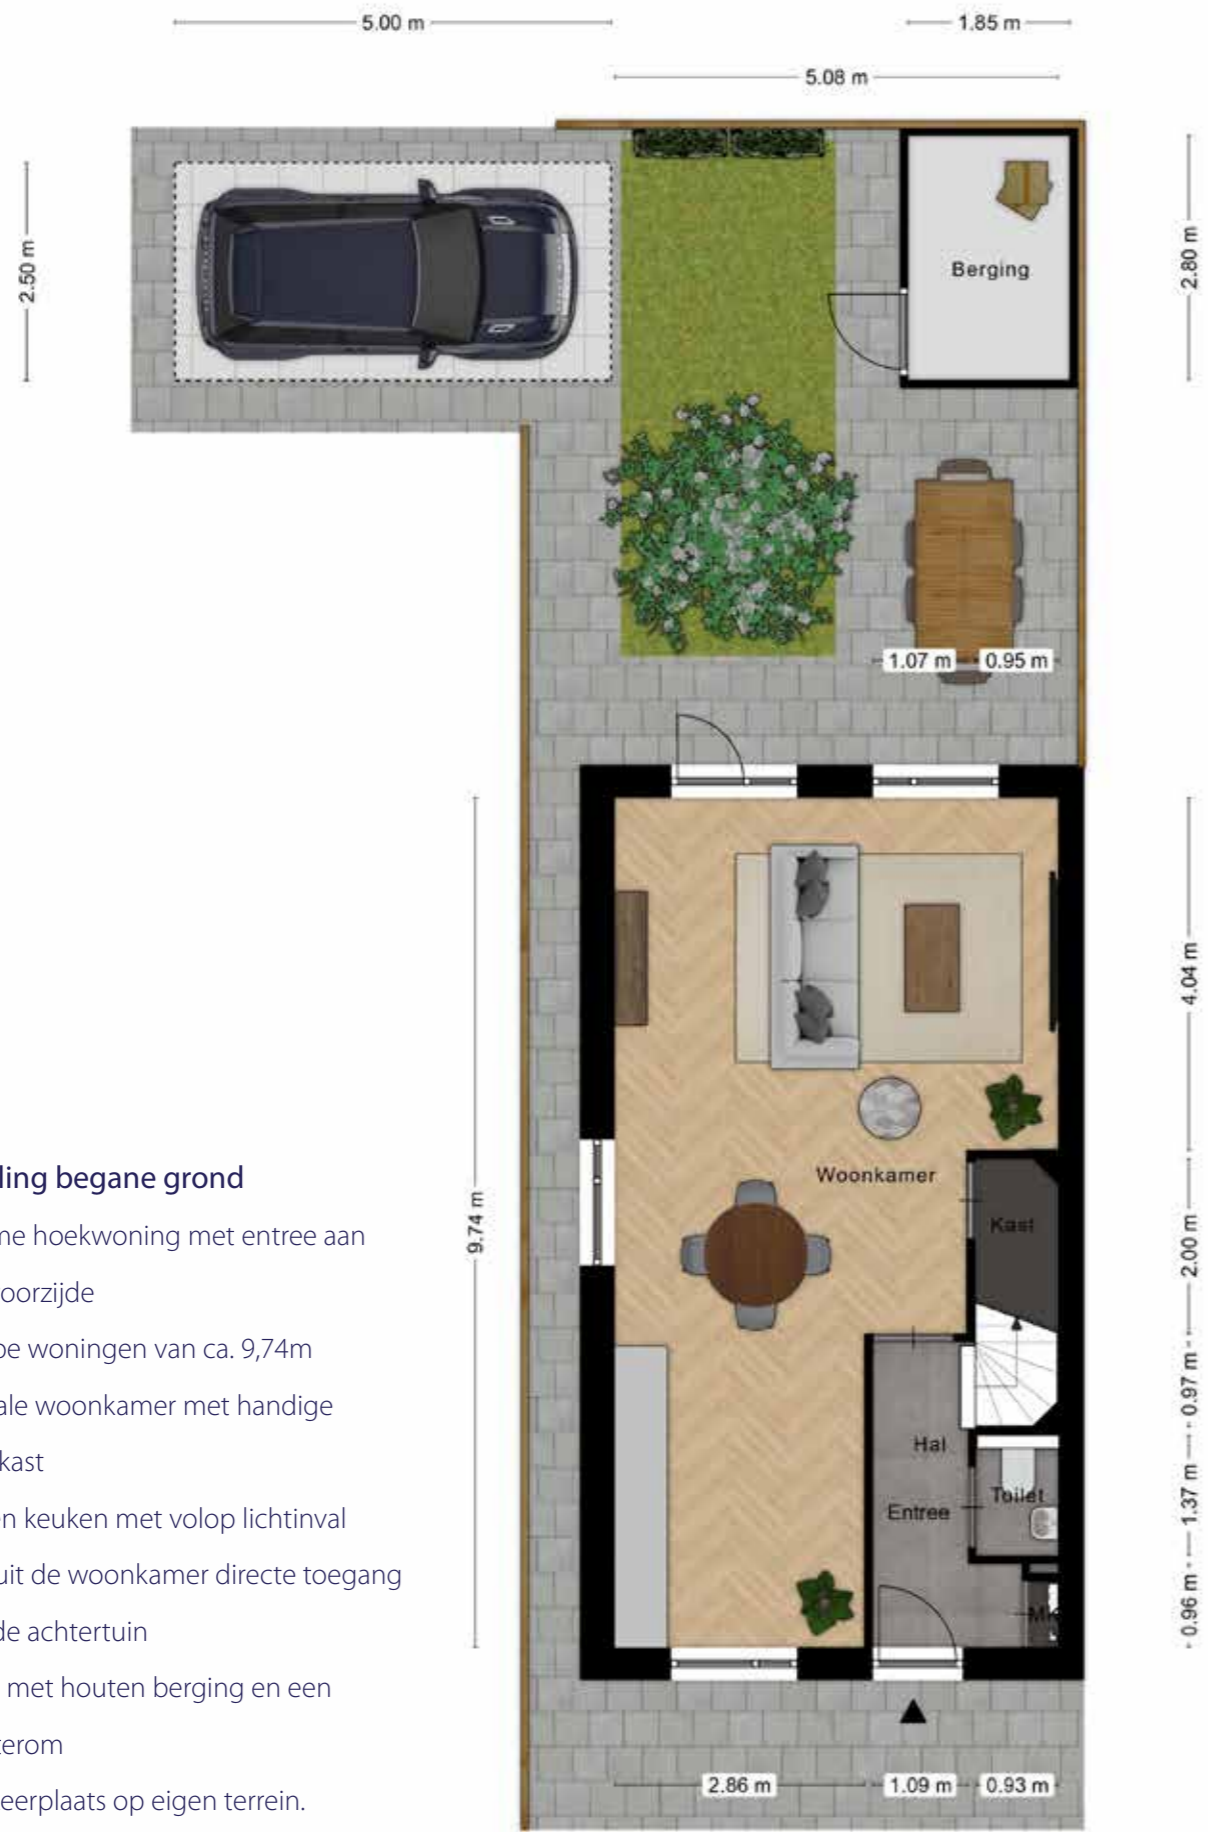 5.00 m
1.85 m
5.08 m
2.50 m
2.80 m
Berging
1.07 m
0.95 m
4.04 m
9.74 m
Woonkamer
Kast
2.00 m
0.97 m
Hal
Toilet
Entree
1.37 m
0.96 m
MK
2.86 m
1.09 m
0.93 m
ling begane grond
me hoekwoning met entree aan
oorzijde
pe woningen van ca. 9,74m
ale woonkamer met handige
kast
en keuken met volop lichtinval
uit de woonkamer directe toegang
de achtertuin
met houten berging en een
terom
eerplaats op eigen terrein.